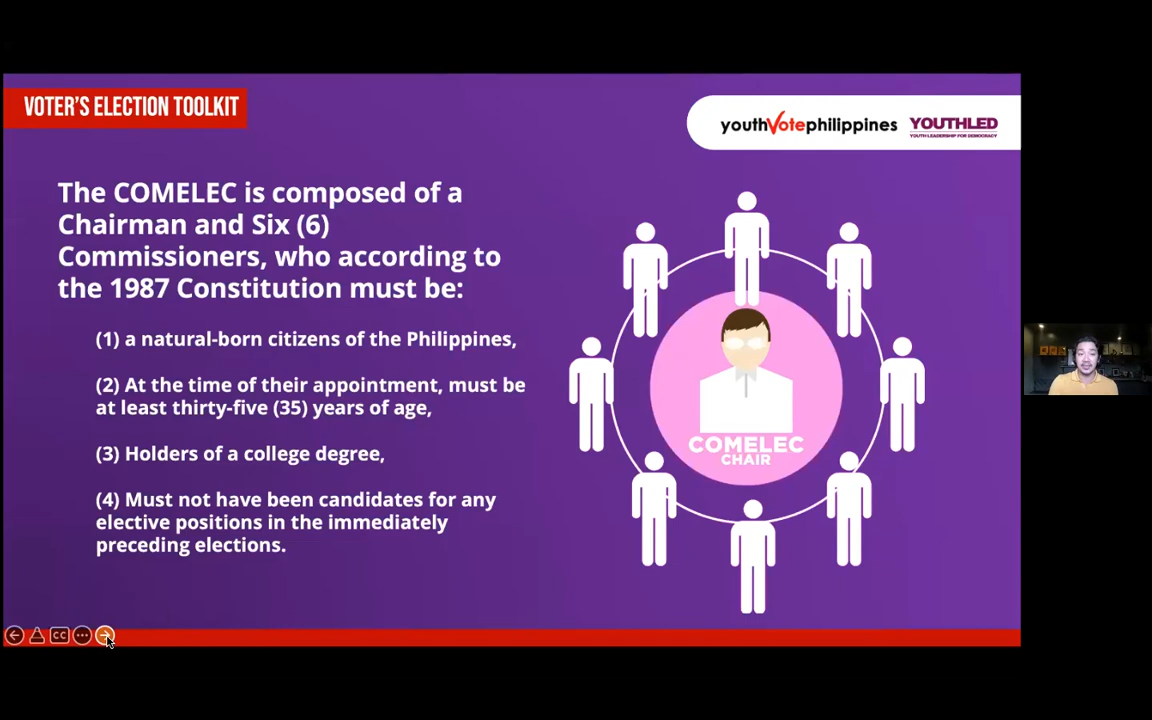 VOTER'S ELECTION TOOLKIT
youthVotephilippines
YOUTHLED
YOUTH LEADERSHIP FOR DEMOCRACY
The COMELEC is composed of a
Chairman and Six (6)
Commissioners, who according to
the 1987 Constitution must be:
(1) a natural-born citizens of the Philippines,
(2) At the time of their appointment, must be
at least thirty-five (35) years of age,
(3) Holders of a college degree,
(4) Must not have been candidates for any
elective positions in the immediately
preceding elections.
COMELEC
CHAIR
CC